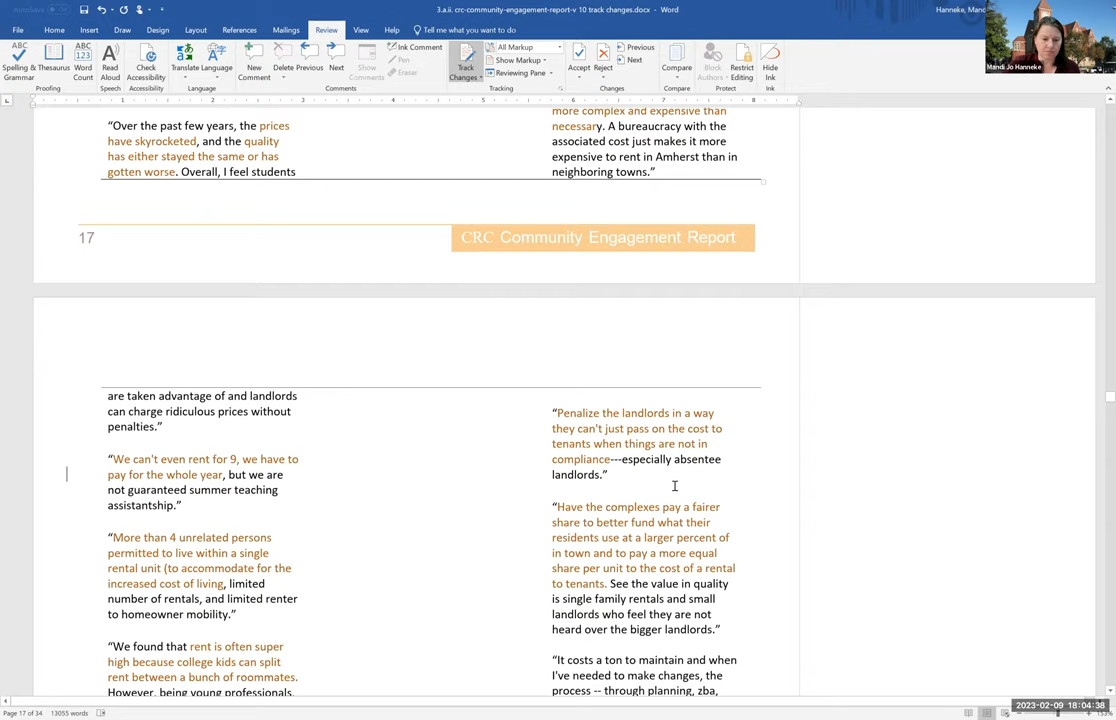 AutoSave
3.a.ii. crc-community-engagement-report-v 10 track changes.docx - Word
Hanneke, Mand
File Home Insert Draw Design Layout References Mailings Review View Help Tell me what you want to do
Spelling & Grammar
Thesaurus
Word Count
Read Aloud
Check Accessibility
Translate
Language
New Comment
Delete
Previous
Next
Show Comments
Ink Comment
Pen
Eraser
Track Changes
All Markup
Show Markup
Reviewing Pane
Accept
Reject
Previous
Next
Compare
Block Authors
Restrict Editing
Hide Ink
Proofing Speech Accessibility Language Comments Tracking Changes Compare Protect Ink
Mandi Jo Hanneke
1 2 3 4 5 6 7 8
“Over the past few years, the prices
have skyrocketed, and the quality
has either stayed the same or has
gotten worse. Overall, I feel students
more complex and expensive than
necessary. A bureaucracy with the
associated cost just makes it more
expensive to rent in Amherst than in
neighboring towns.”
17
CRC Community Engagement Report
are taken advantage of and landlords
can charge ridiculous prices without
penalties.”
“We can't even rent for 9, we have to
pay for the whole year, but we are
not guaranteed summer teaching
assistantship.”
“More than 4 unrelated persons
permitted to live within a single
rental unit (to accommodate for the
increased cost of living, limited
number of rentals, and limited renter
to homeowner mobility.”
“We found that rent is often super
high because college kids can split
rent between a bunch of roommates.
However, being young professionals,
“Penalize the landlords in a way
they can't just pass on the cost to
tenants when things are not in
compliance---especially absentee
landlords.”
“Have the complexes pay a fairer
share to better fund what their
residents use at a larger percent of
in town and to pay a more equal
share per unit to the cost of a rental
to tenants. See the value in quality
is single family rentals and small
landlords who feel they are not
heard over the bigger landlords.”
“It costs a ton to maintain and when
I've needed to make changes, the
process -- through planning, zba,
Page 17 of 34 13055 words
2023-02-09 18:04:38